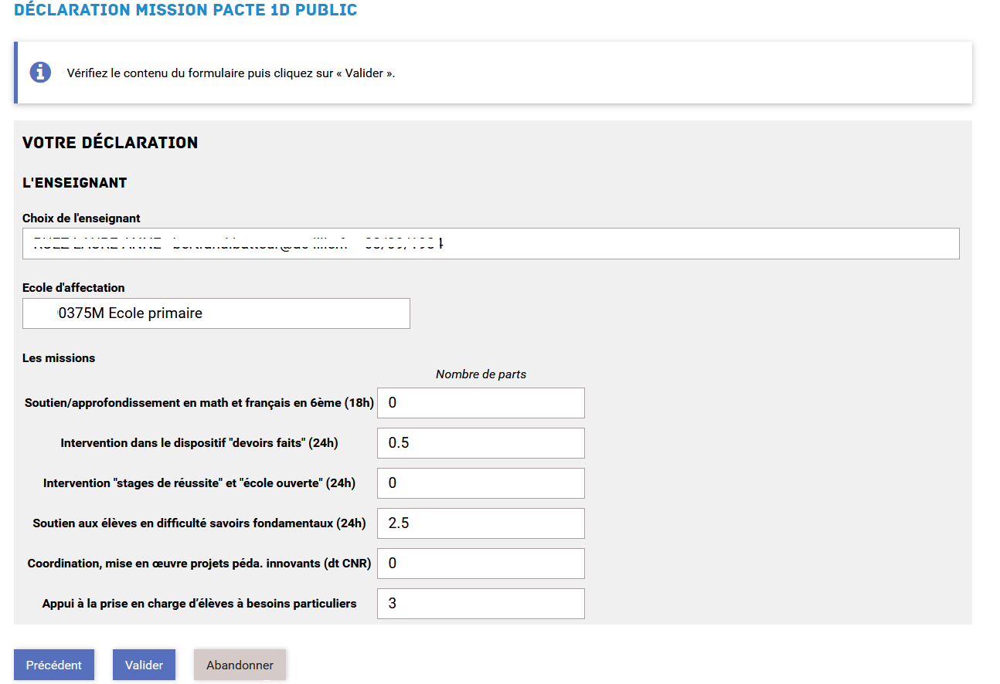 DÉCLARATION MISSION PACTE 1D PUBLIC
Vérifiez le contenu du formulaire puis cliquez sur « Valider ».
VOTRE DÉCLARATION
L'ENSEIGNANT
Choix de l'enseignant
Ecole d'affectation
0375M Ecole primaire
Les missions
Nombre de parts
Soutien/approfondissement en math et français en 6ème (18h) 0
Intervention dans le dispositif "devoirs faits" (24h) 0.5
Intervention "stages de réussite" et "école ouverte" (24h) 0
Soutien aux élèves en difficulté savoirs fondamentaux (24h) 2.5
Coordination, mise en œuvre projets péda. innovants (dt CNR) 0
Appui à la prise en charge d’élèves à besoins particuliers 3
Précédent Valider Abandonner